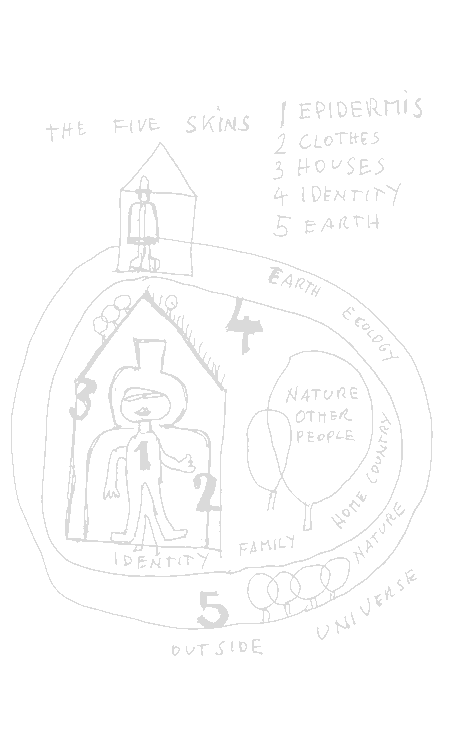 THE FIVE SKINS
1 EPIDERMIS
2 CLOTHES
3 HOUSES
4 IDENTITY
5 EARTH
EARTH ECOLOGY
4
3
NATURE
OTHER
PEOPLE
1
2
HOME COUNTRY
IDENTITY
FAMILY
NATURE
5
UNIVERSE
OUTSIDE